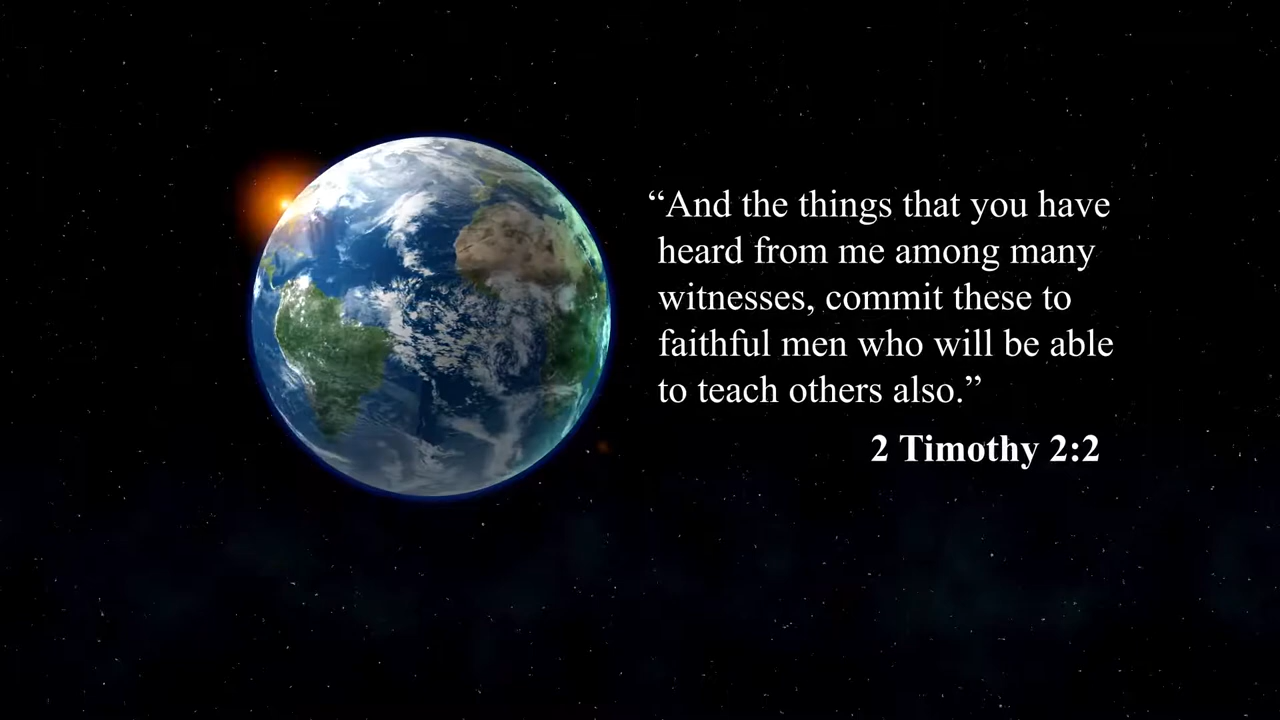 “And the things that you have
heard from me among many
witnesses, commit these to
faithful men who will be able
to teach others also.”
2 Timothy 2:2